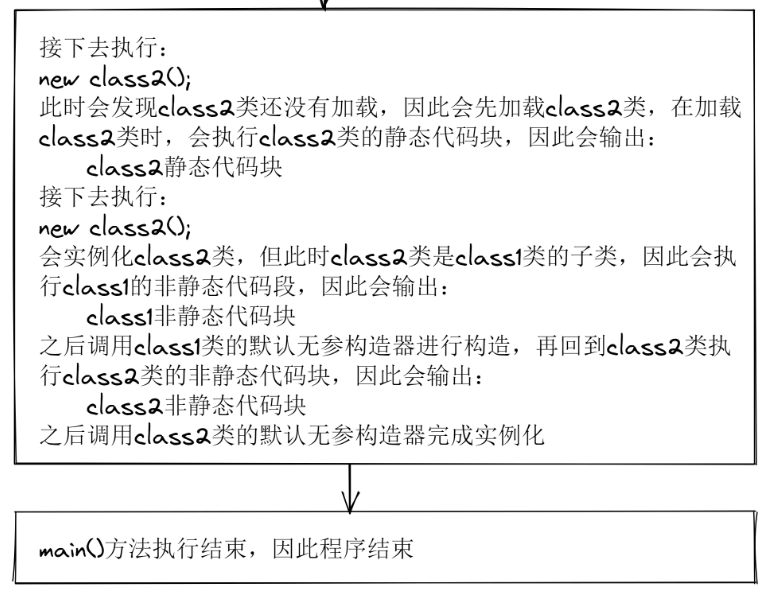 接下去执行：
new class2();
此时会发现class2类还没有加载，因此会先加载class2类，在加载
class2类时，会执行class2类的静态代码块，因此会输出：
class2静态代码块
接下去执行：
new class2();
会实例化class2类，但此时class2类是class1类的子类，因此会执
行class1的非静态代码段，因此会输出：
class1非静态代码块
之后调用class1类的默认无参构造器进行构造，再回到class2类执
行class2类的非静态代码块，因此会输出：
class2非静态代码块
之后调用class2类的默认无参构造器完成实例化
main()方法执行结束，因此程序结束